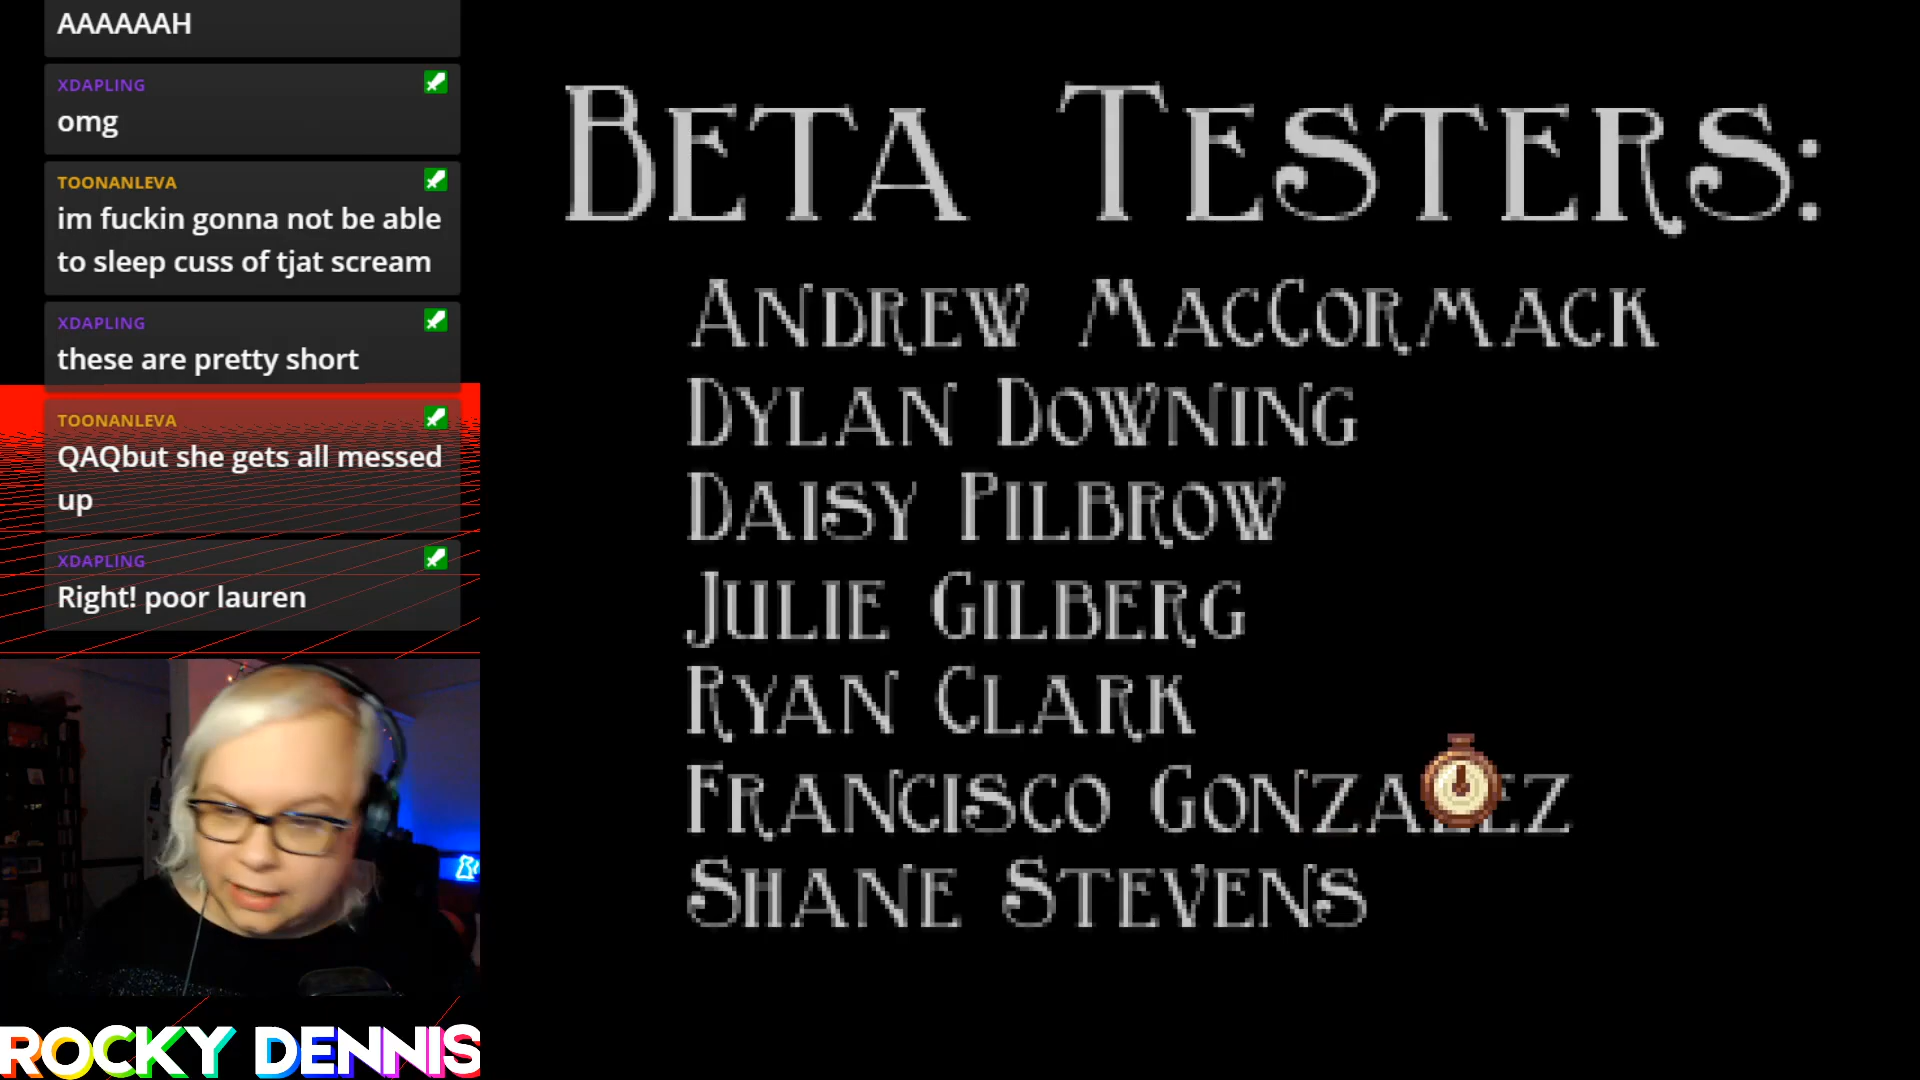 AAAAAAH
XDAPLING
omg
TOONANLEVA
im fuckin gonna not be able
to sleep cuss of tjat scream
XDAPLING
these are pretty short
TOONANLEVA
QAQbut she gets all messed
up
XDAPLING
Right! poor lauren
ROCKY DENNIS
BETA TESTERS:
ANDREW MACCORMACK
DYLAN DOWNING
DAISY PILBROW
JULIE GILBERG
RYAN CLARK
FRANCISCO GONZALEZ
SHANE STEVENS